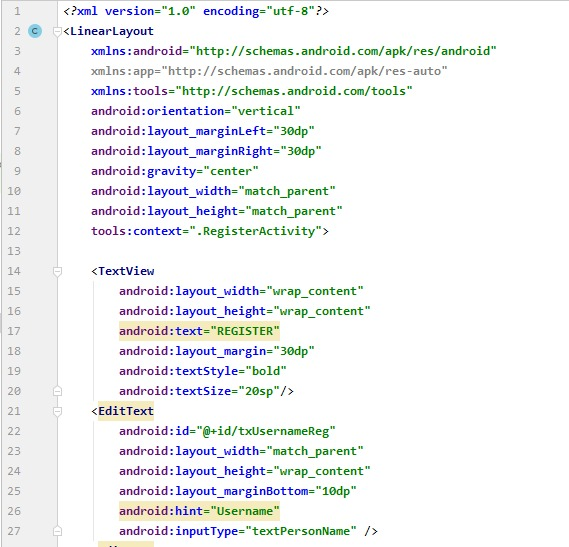 1 <?xml version="1.0" encoding="utf-8"?>
2 C <LinearLayout
3 xmlns:android="http://schemas.android.com/apk/res/android"
4 xmlns:app="http://schemas.android.com/apk/res-auto"
5 xmlns:tools="http://schemas.android.com/tools"
6 android:orientation="vertical"
7 android:layout_marginLeft="30dp"
8 android:layout_marginRight="30dp"
9 android:gravity="center"
10 android:layout_width="match_parent"
11 android:layout_height="match_parent"
12 tools:context=".RegisterActivity">
13
14 <TextView
15 android:layout_width="wrap_content"
16 android:layout_height="wrap_content"
17 android:text="REGISTER"
18 android:layout_margin="30dp"
19 android:textStyle="bold"
20 android:textSize="20sp"/>
21 <EditText
22 android:id="@+id/txUsernameReg"
23 android:layout_width="match_parent"
24 android:layout_height="wrap_content"
25 android:layout_marginBottom="10dp"
26 android:hint="Username"
27 android:inputType="textPersonName" />